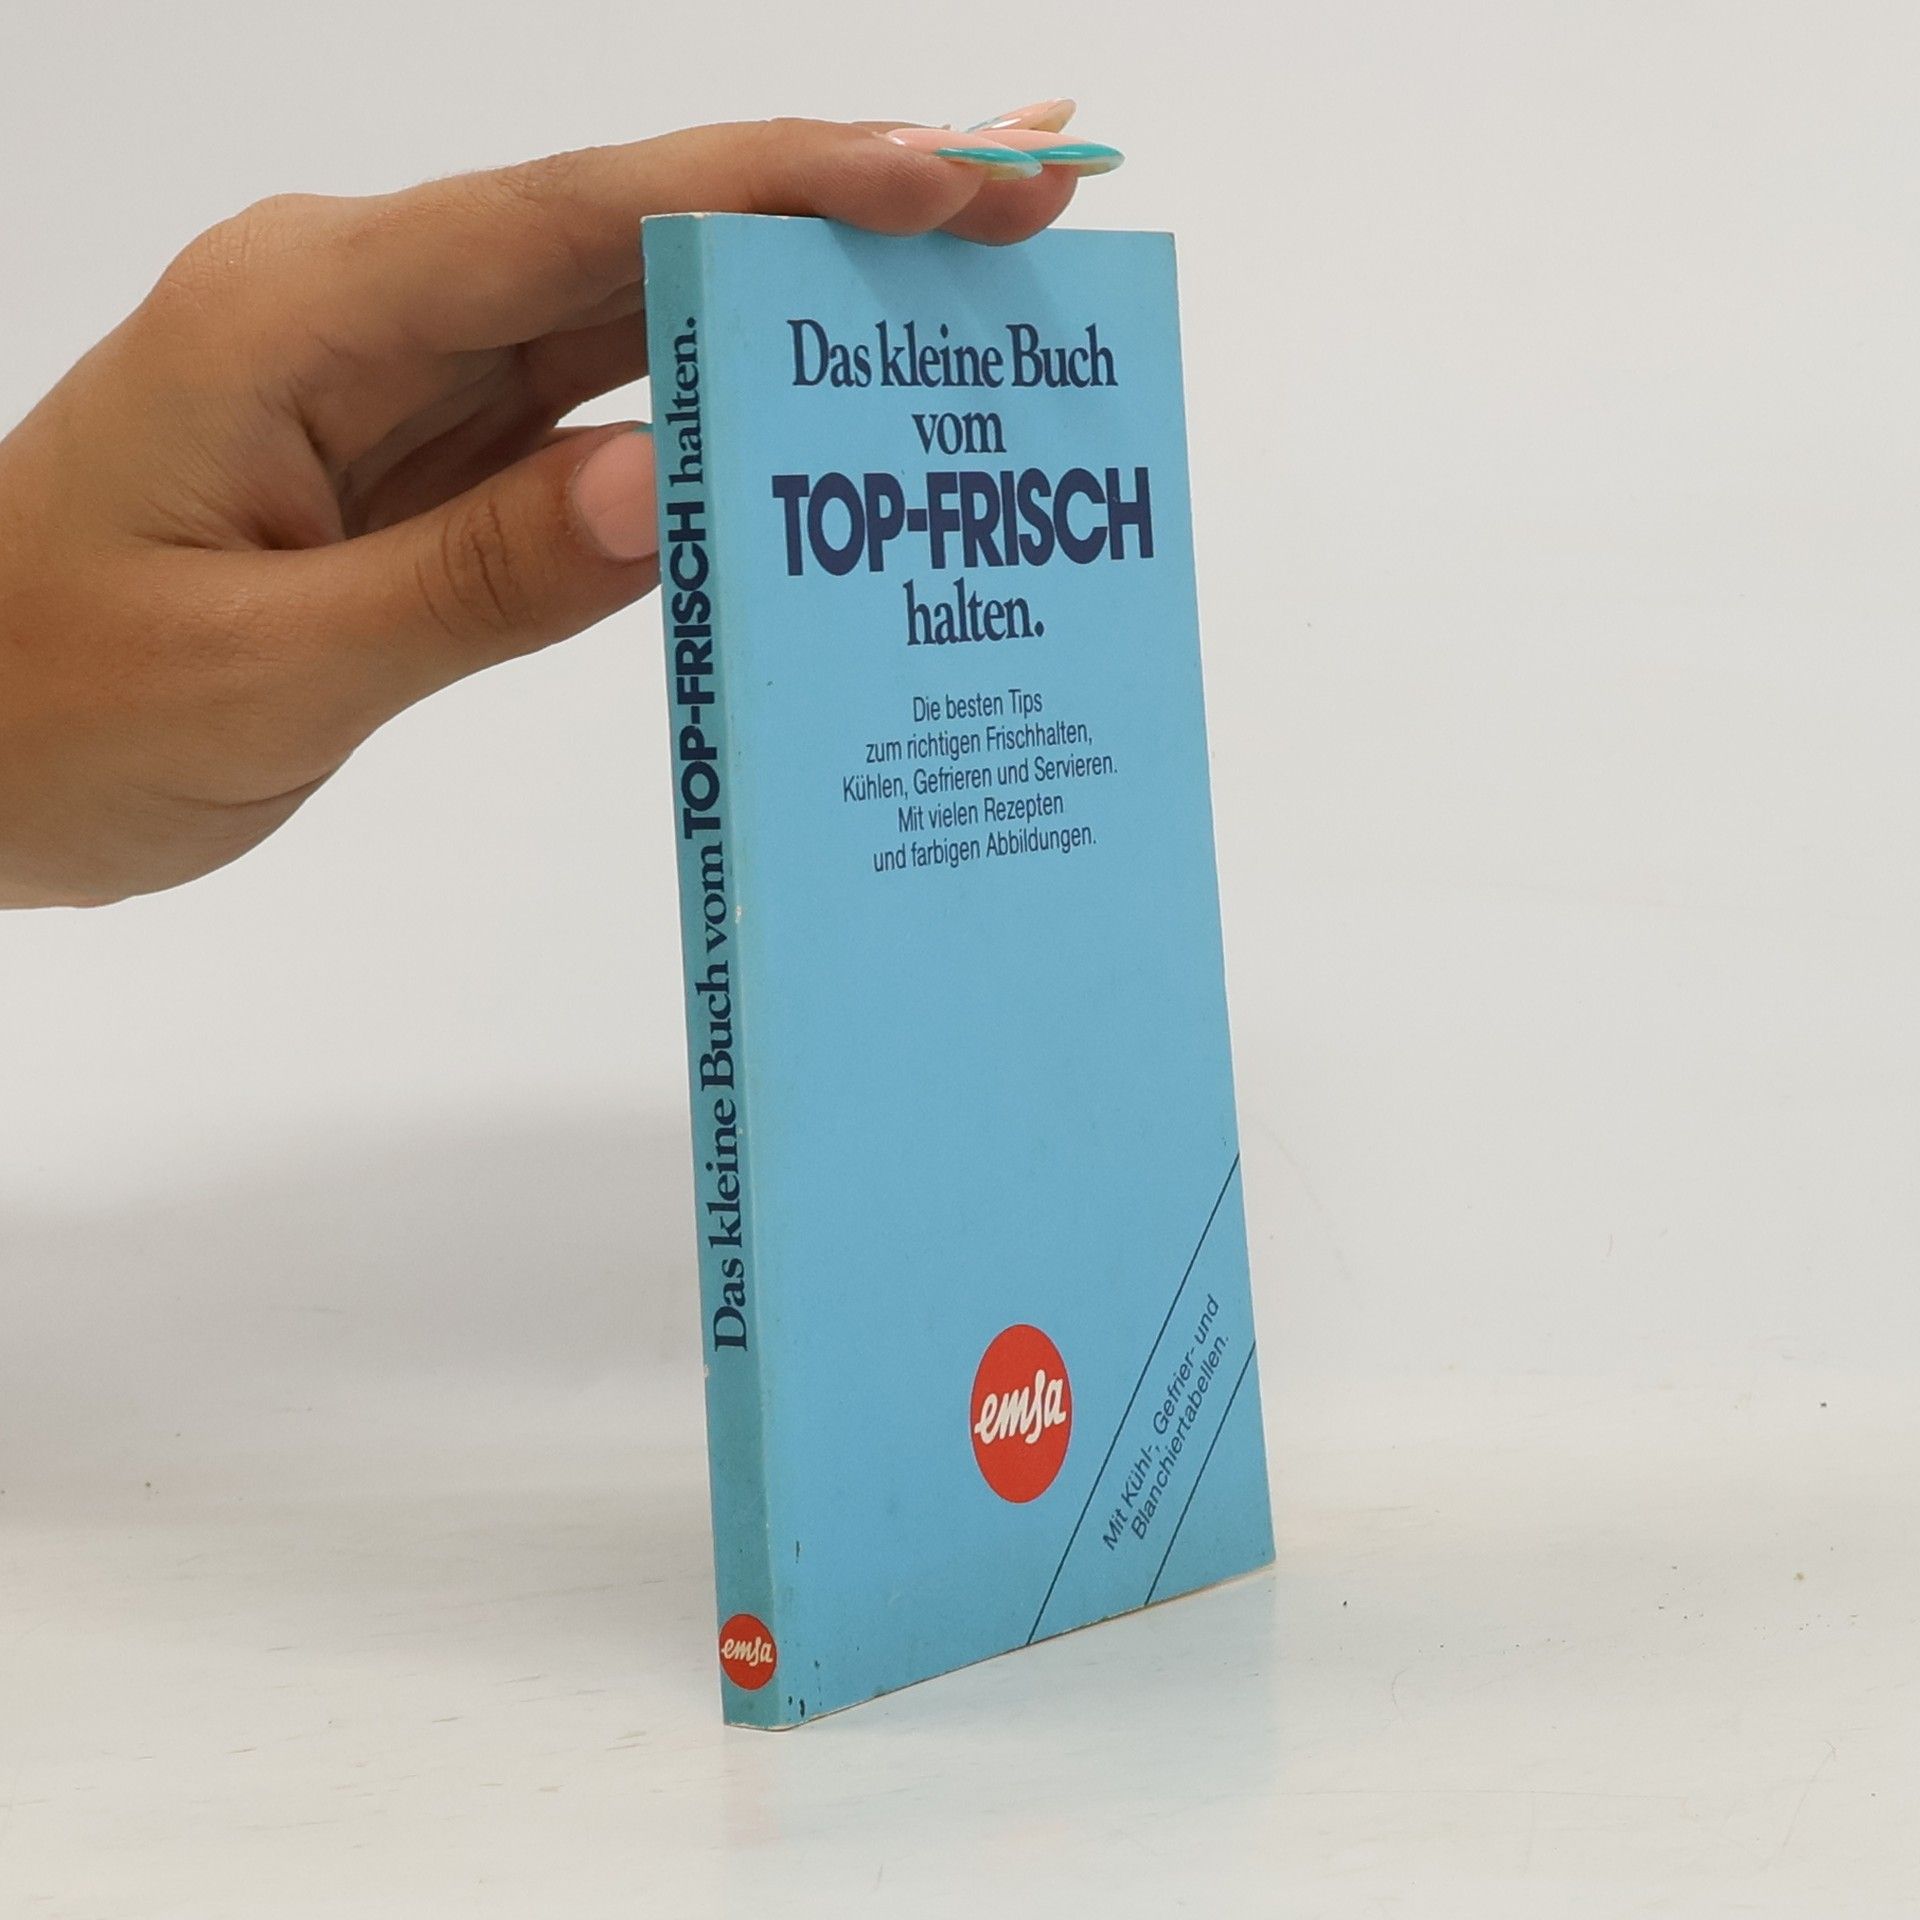 Das kleine Buch vom TOP-FRISCH halten.
emsa
Das kleine Buch
vom
TOP-FRISCH
halten.
Die besten Tips
zum richtigen Frischhalten,
Kühlen, Gefrieren und Servieren.
Mit vielen Rezepten
und farbigen Abbildungen.
emsa
Mit Kühl-, Gefrier- und
Blanchiertabellen.